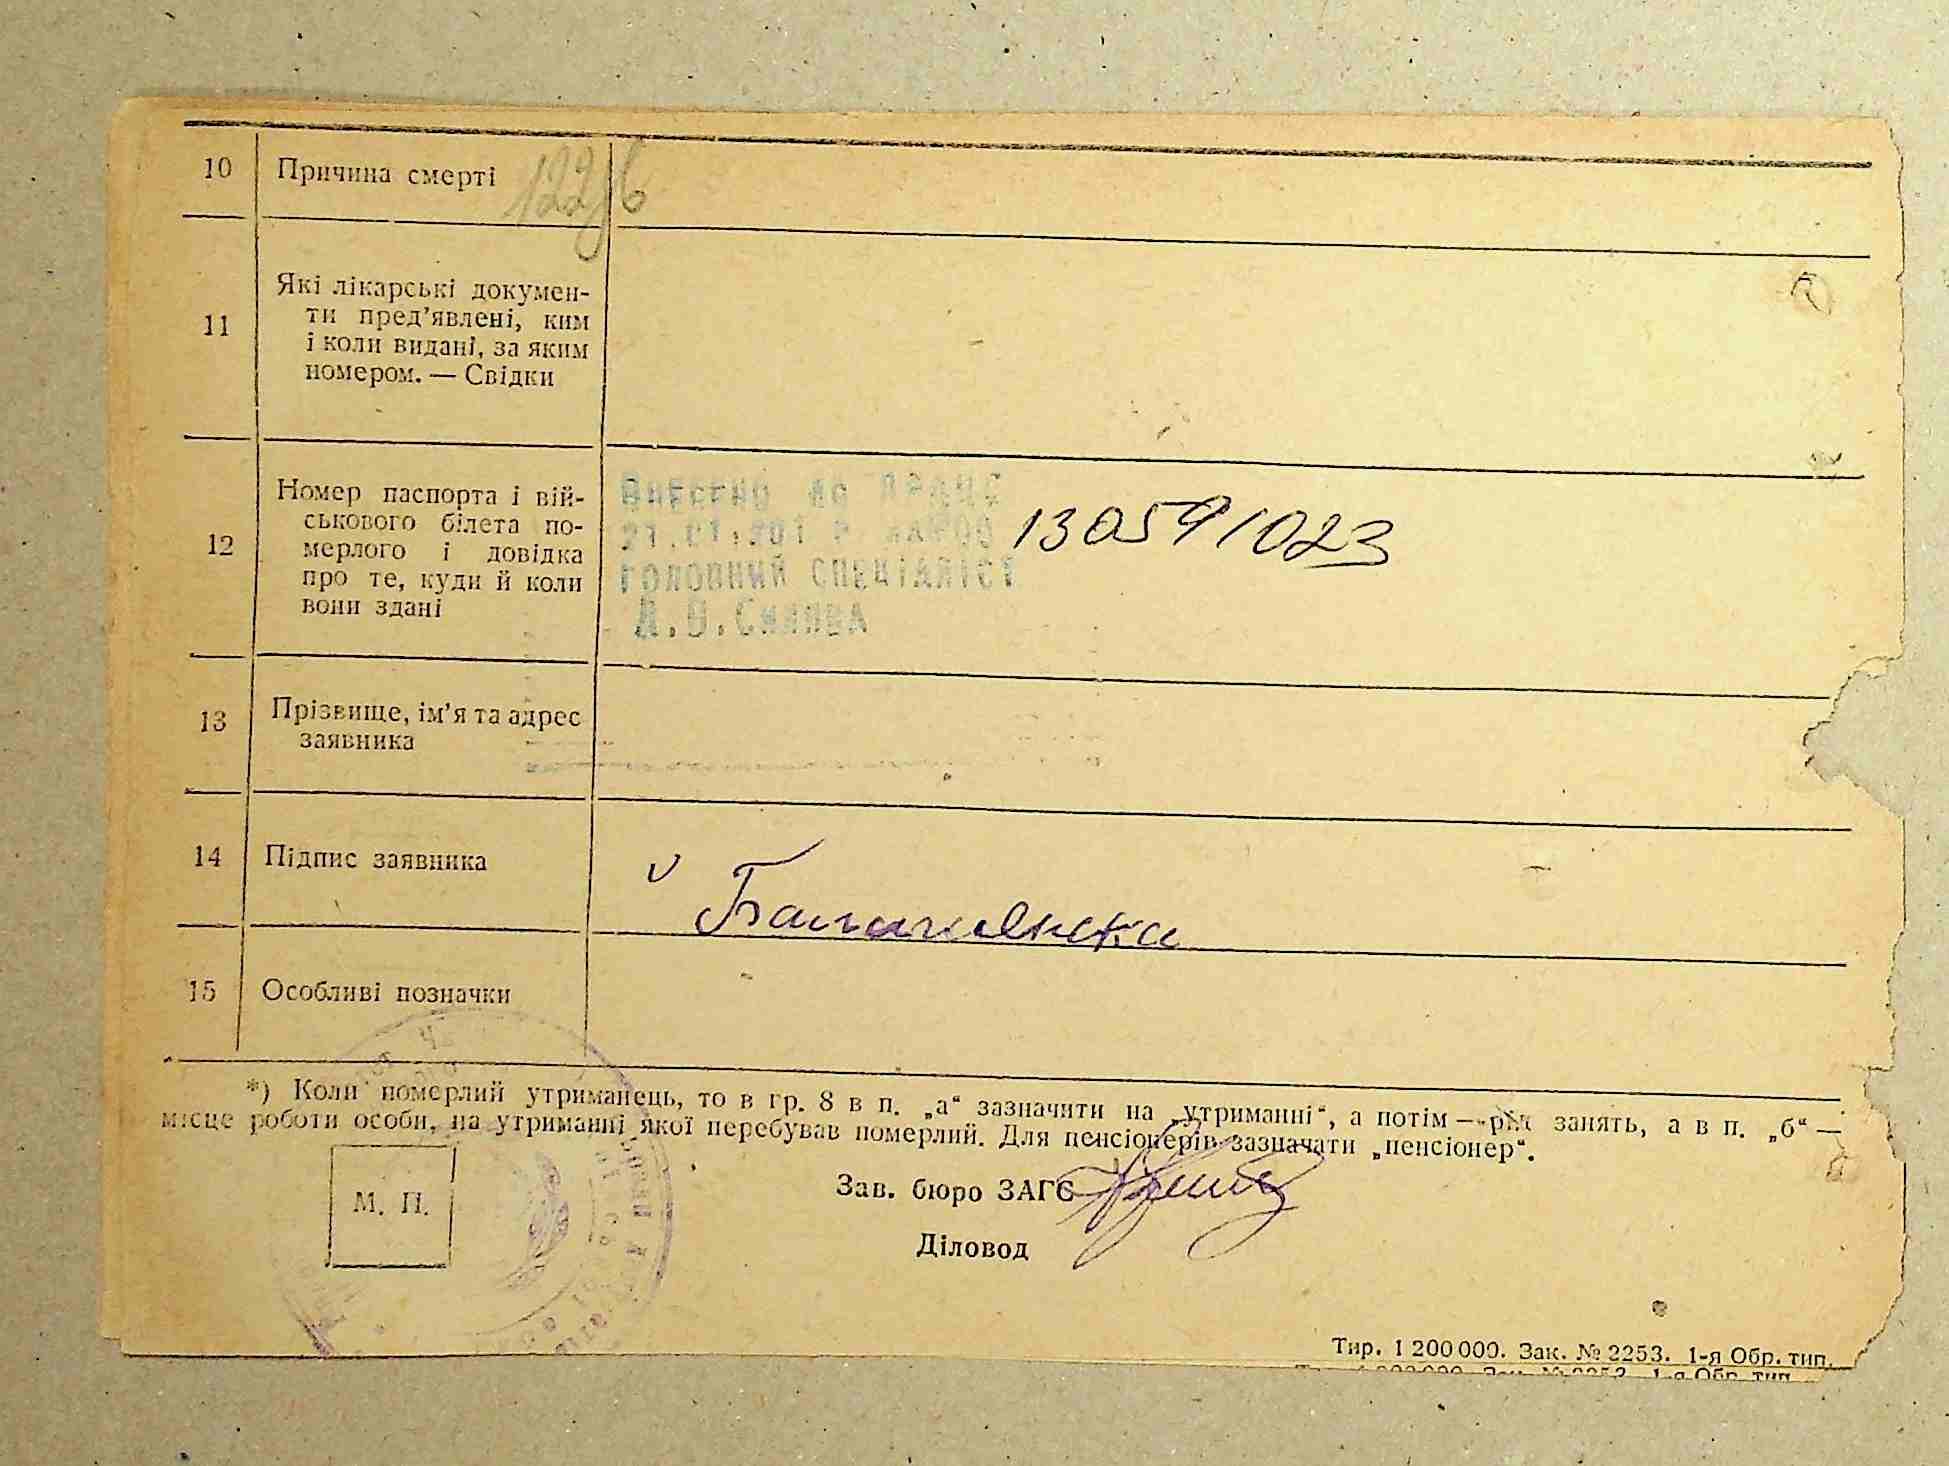 10 Причина смерті 122
11 Які лікарські докумен-
ти пред'явлені, ким
і коли видані, за яким
номером. — Свідки
12 Номер паспорта і вій-
ськового білета по-
мерлого і довідка
про те, куди й коли
вони здані
Внесено до ДРАЦС
130591023
головний спеціаліст
13 Прізвище, ім'я та адрес
заявника
14 Підпис заявника
15 Особливі позначки
*) Коли померлий утриманець, то в гр. 8 в п. „а“ зазначити на „утриманні“, а потім — рід занять, а в п. „б“ —
місце роботи особи, на утриманні якої перебував померлий. Для пенсіонерів зазначати „пенсіонер“.
М. П.
Зав. бюро ЗАГС
Діловод
Тир. 1 200 000. Зак. № 2253. 1-я Обр. тип.